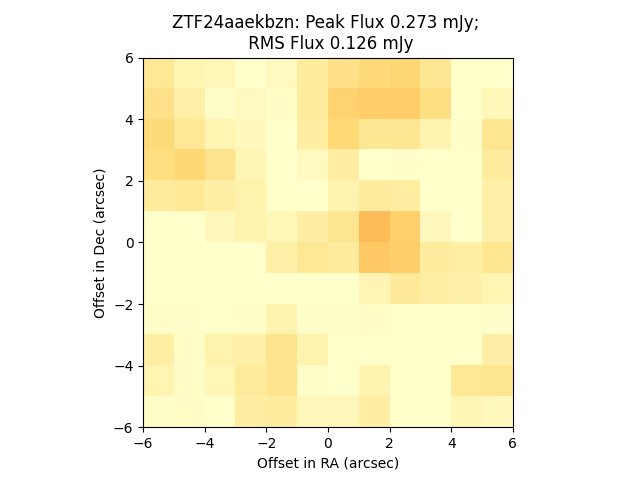 ZTF24aaekbzn: Peak Flux 0.273 mJy;
RMS Flux 0.126 mJy
6
4
2
0
−2
−4
−6
Offset in Dec (arcsec)
−6 −4 −2 0 2 4 6
Offset in RA (arcsec)